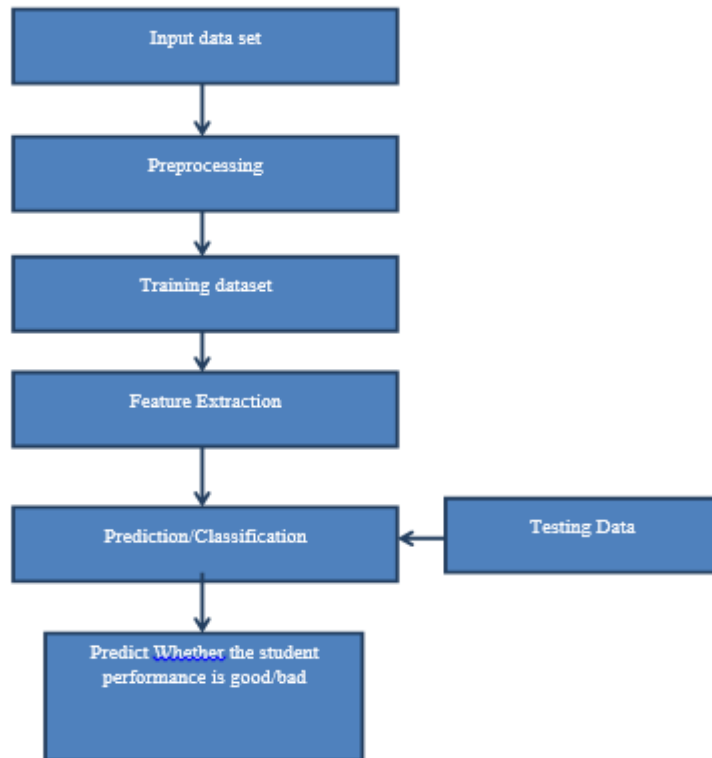 Input data set
Preprocessing
Training dataset
Feature Extraction
Prediction/Classification
Testing Data
Predict Whether the student
performance is good/bad